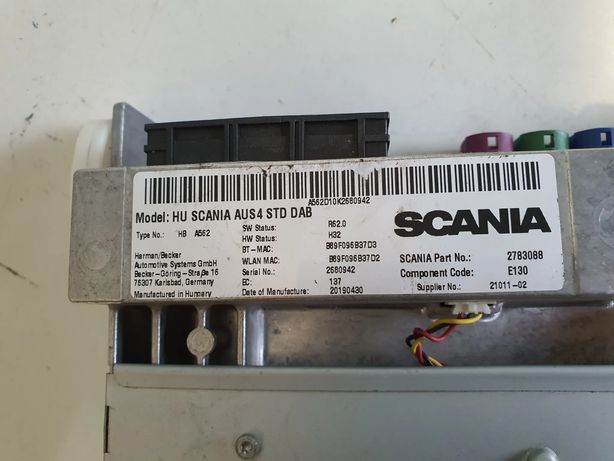 A562D10K2680942
Model: HU SCANIA AUS4 STD DAB
Type No.: HB A562
SW Status: R62.0
HW Status: H32
BT-MAC: B89F096B37D3
WLAN MAC: B89F096B37D2
Serial No.: 2680942
EC: 137
Date of Manufacture: 20190430
Harman/Becker
Automotive Systems GmbH
Becker-Göring-Straße 16
76307 Karlsbad, Germany
Manufactured in Hungary
SCANIA
SCANIA Part No.: 2783088
Component Code: E130
Supplier No.: 21011-02